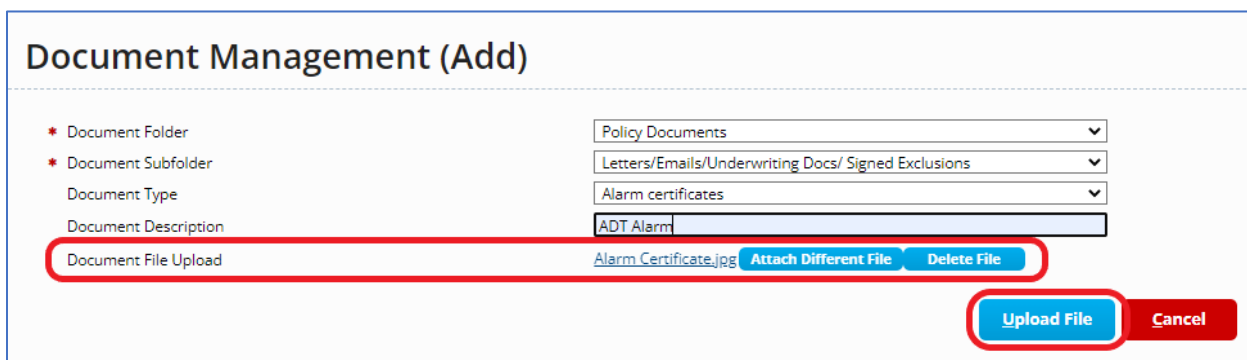 Document Management (Add)
* Document Folder Policy Documents
* Document Subfolder Letters/Emails/Underwriting Docs/ Signed Exclusions
Document Type Alarm certificates
Document Description ADT Alarm
Document File Upload Alarm Certificate.jpg Attach Different File Delete File
Upload File Cancel